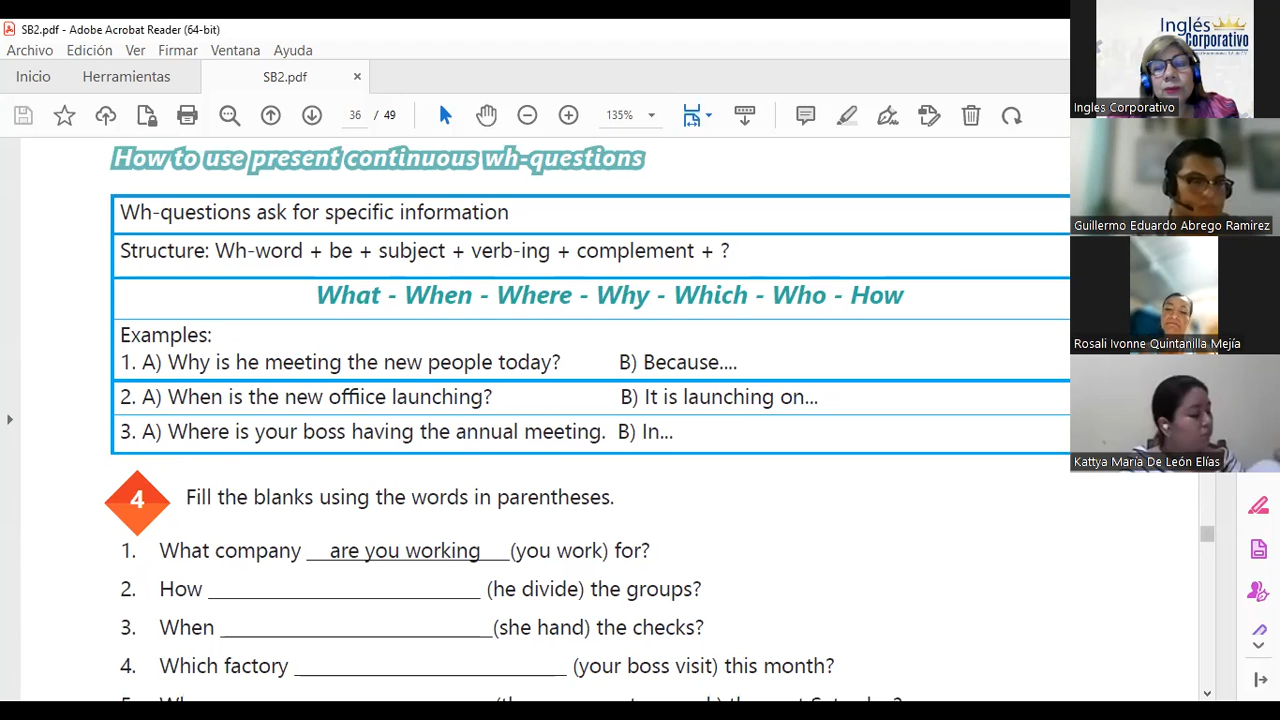 SB2.pdf - Adobe Acrobat Reader (64-bit)
Archivo Edición Ver Firmar Ventana Ayuda
Inicio Herramientas SB2.pdf ×
36 / 49 135%
How to use present continuous wh-questions
Wh-questions ask for specific information
Structure: Wh-word + be + subject + verb-ing + complement + ?
What - When - Where - Why - Which - Who - How
Examples:
1. A) Why is he meeting the new people today? B) Because....
2. A) When is the new offiice launching? B) It is launching on...
3. A) Where is your boss having the annual meeting. B) In...
4 Fill the blanks using the words in parentheses.
1. What company __are you working___(you work) for?
2. How ___________________________ (he divide) the groups?
3. When ___________________________(she hand) the checks?
4. Which factory ___________________________ (your boss visit) this month?
Inglés
Corporativo
Ingles Corporativo
Guillermo Eduardo Abrego Ramirez
Rosali Ivonne Quintanilla Mejía
Kattya Maria De León Elías